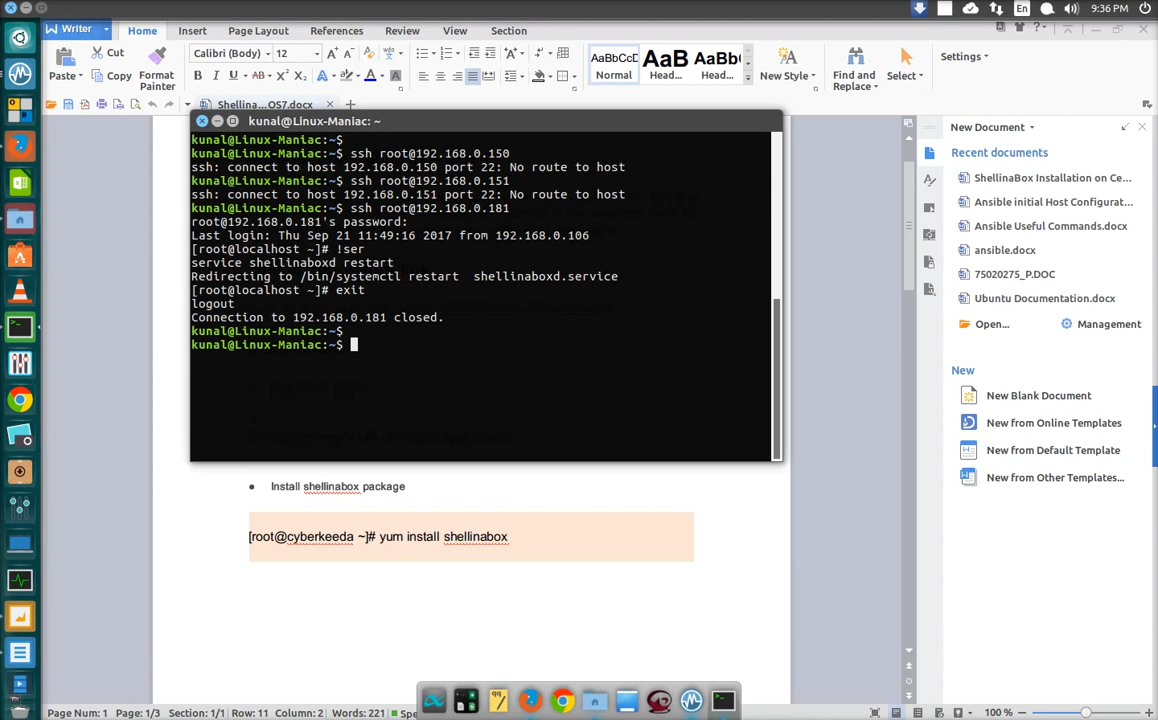 En
9:36 PM
Writer
Home
Insert
Page Layout
References
Review
View
Section
Paste
Cut
Copy
Format
Painter
Calibri (Body)
12
B I U AB X² X₂
A
AaBbCcD
Normal
AaB
Head...
AaBb(
Head...
New Style
Find and
Replace
Select
Settings
Shellina...OS7.docx
kunal@Linux-Maniac: ~
kunal@Linux-Maniac:~$
kunal@Linux-Maniac:~$ ssh root@192.168.0.150
ssh: connect to host 192.168.0.150 port 22: No route to host
kunal@Linux-Maniac:~$ ssh root@192.168.0.151
ssh: connect to host 192.168.0.151 port 22: No route to host
kunal@Linux-Maniac:~$ ssh root@192.168.0.181
root@192.168.0.181's password:
Last login: Thu Sep 21 11:49:16 2017 from 192.168.0.106
[root@localhost ~]# !ser
service shellinaboxd restart
Redirecting to /bin/systemctl restart  shellinaboxd.service
[root@localhost ~]# exit
logout
Connection to 192.168.0.181 closed.
kunal@Linux-Maniac:~$
kunal@Linux-Maniac:~$
• Install shellinabox package
[root@cyberkeeda ~]# yum install shellinabox
New Document
Recent documents
ShellinaBox Installation on Ce...
Ansible initial Host Configurat...
Ansible Useful Commands.docx
ansible.docx
75020275_P.DOC
Ubuntu Documentation.docx
Open...
Management
New
New Blank Document
New from Online Templates
New from Default Template
New from Other Templates...
Page Num: 1 Page: 1/3 Section: 1/1 Row: 11 Column: 2 Words: 221 Spe
100 %